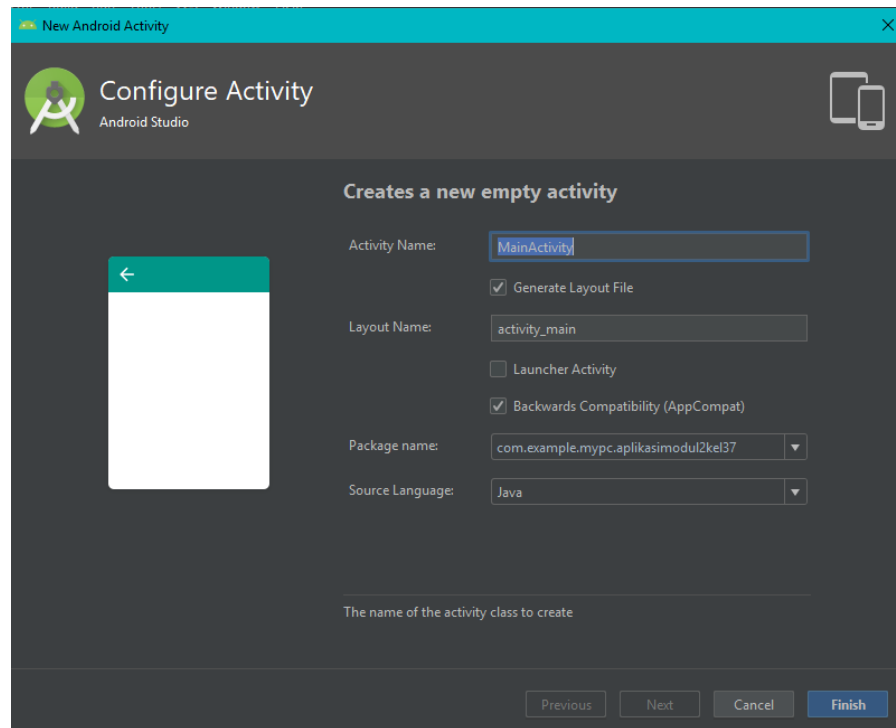 New Android Activity
Configure Activity
Android Studio
Creates a new empty activity
Activity Name:
MainActivity
Generate Layout File
Layout Name:
activity_main
Launcher Activity
Backwards Compatibility (AppCompat)
Package name:
com.example.mypc.aplikasimodul2kel37
Source Language:
Java
The name of the activity class to create
Previous
Next
Cancel
Finish